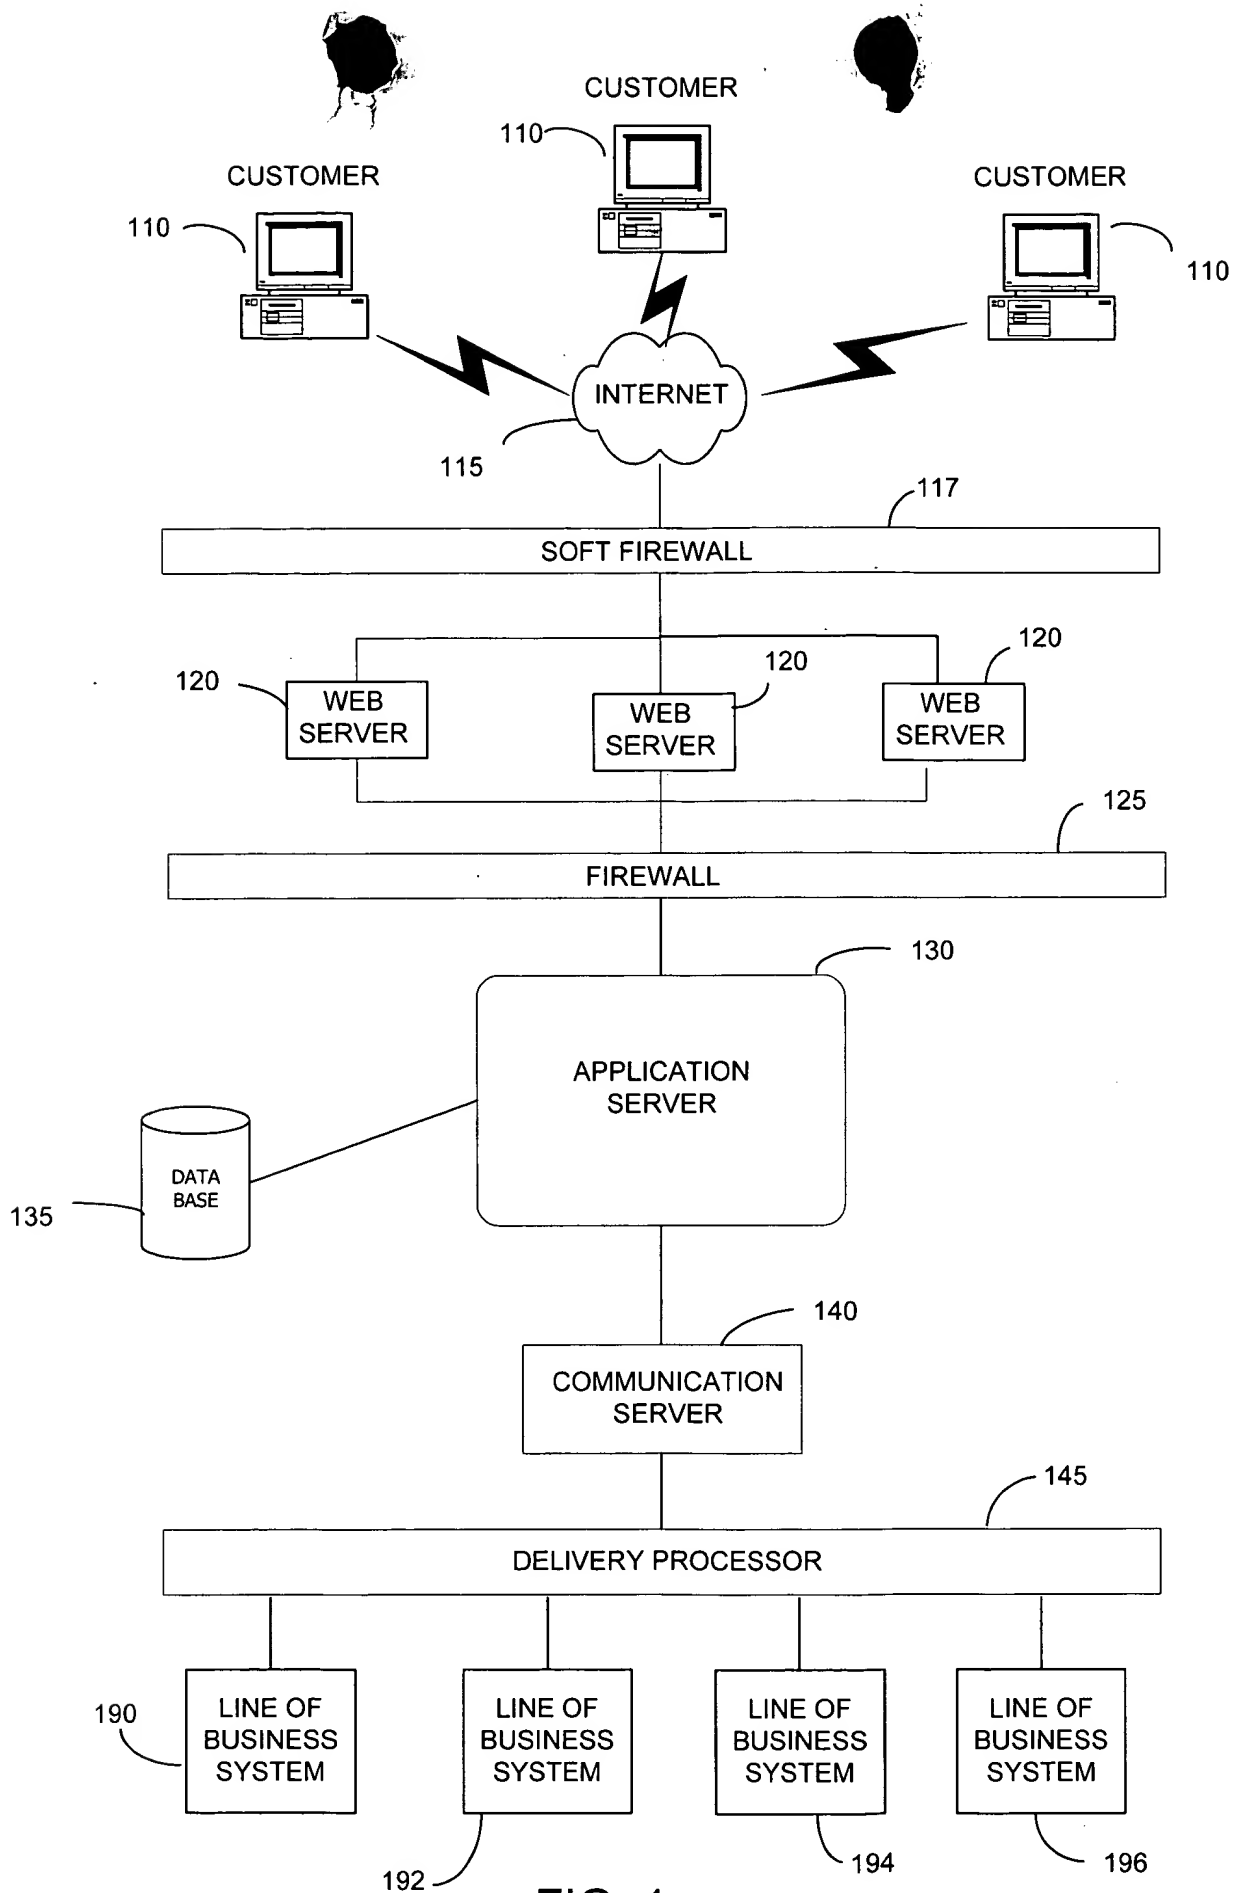 CUSTOMER
110
CUSTOMER
110
CUSTOMER
110
INTERNET
115
117
SOFT FIREWALL
120
WEB
SERVER
120
WEB
SERVER
120
WEB
SERVER
125
FIREWALL
130
APPLICATION
SERVER
DATA
BASE
135
140
COMMUNICATION
SERVER
145
DELIVERY PROCESSOR
190
LINE OF
BUSINESS
SYSTEM
LINE OF
BUSINESS
SYSTEM
192
LINE OF
BUSINESS
SYSTEM
194
LINE OF
BUSINESS
SYSTEM
196